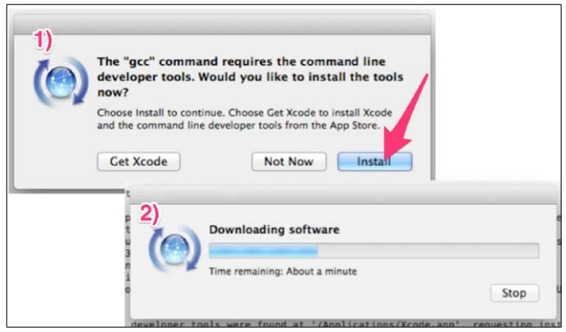 1)
The "gcc" command requires the command line
developer tools. Would you like to install the tools
now?
Choose Install to continue. Choose Get Xcode to install Xcode
and the command line developer tools from the App Store.
Get Xcode
Not Now
Install
2)
Downloading software
Time remaining: About a minute
Stop
developer tools were found at '/Applications/Xcode.app', requesting inst